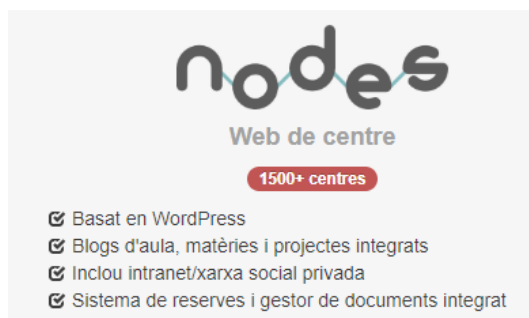 nodes
Web de centre
1500+ centres
Basat en WordPress
Blogs d'aula, matèries i projectes integrats
Inclou intranet/xarxa social privada
Sistema de reserves i gestor de documents integrat